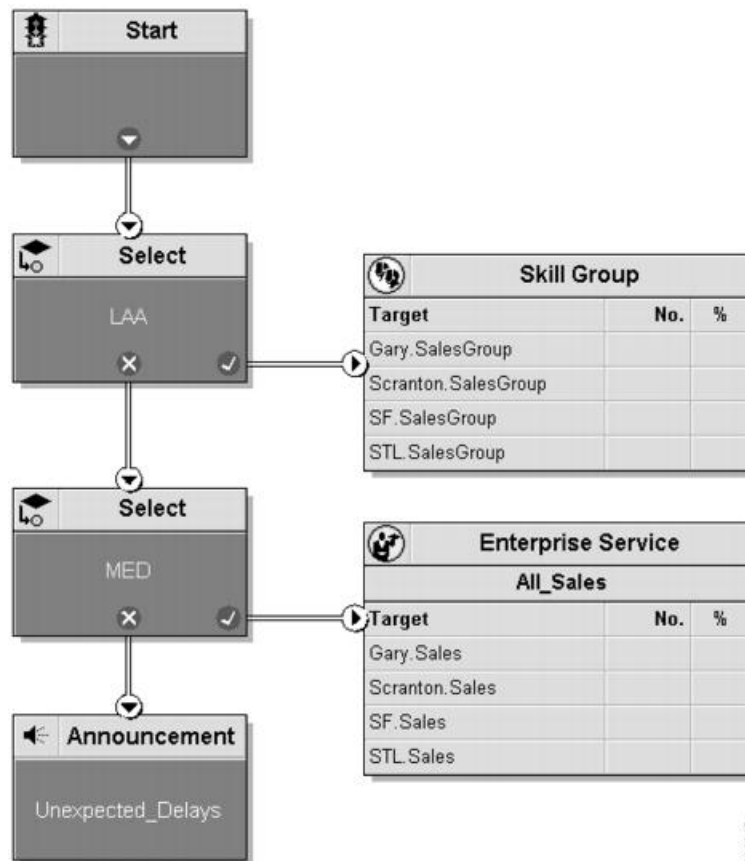 Start
Select
LAA
Skill Group
Target No. %
Gary.SalesGroup
Scranton.SalesGroup
SF.SalesGroup
STL.SalesGroup
Select
MED
Enterprise Service
All_Sales
Target No. %
Gary.Sales
Scranton.Sales
SF.Sales
STL.Sales
Announcement
Unexpected_Delays